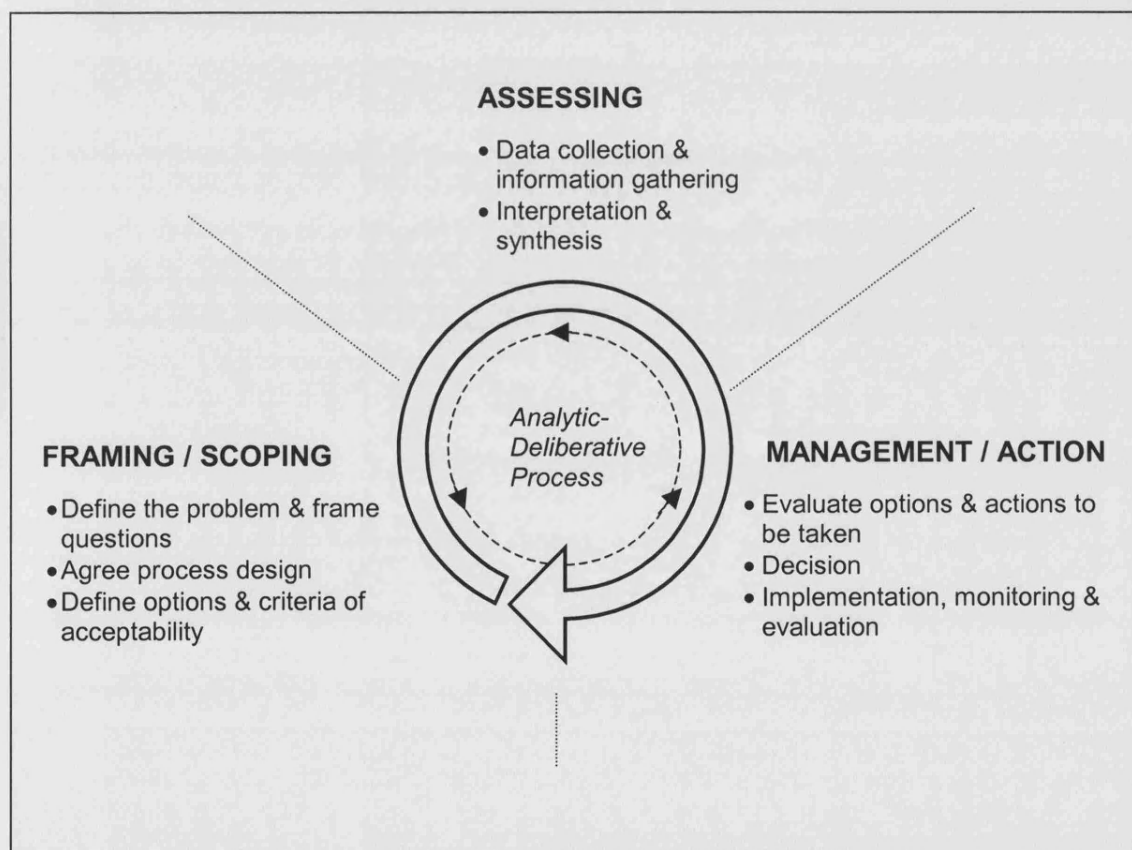 ASSESSING
• Data collection &
information gathering
• Interpretation &
synthesis
Analytic-
Deliberative
Process
FRAMING / SCOPING
• Define the problem & frame
questions
• Agree process design
• Define options & criteria of
acceptability
MANAGEMENT / ACTION
• Evaluate options & actions to
be taken
• Decision
• Implementation, monitoring &
evaluation